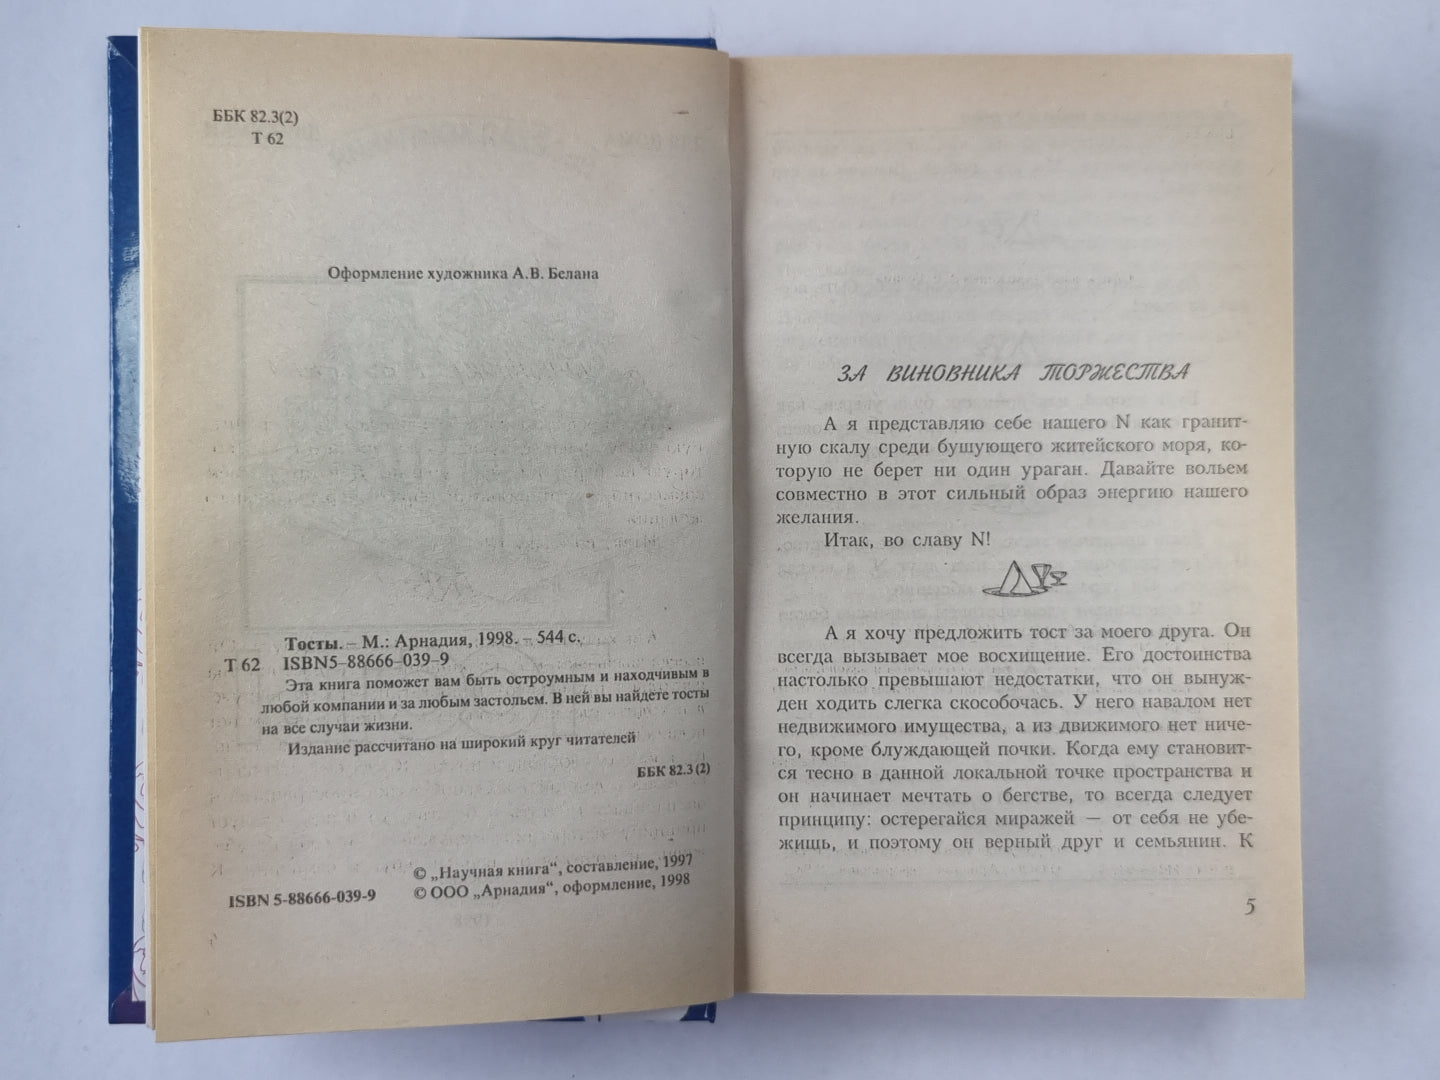 ББК 82.3(2)
Т 62
Оформление художника А.В. Белана
Тосты. – М.: Арнадия, 1998. – 544 с.
Т 62 ISBN5–88666–039–9
Эта книга поможет вам быть остроумным и находчивым в
любой компании и за любым застольем. В ней вы найдете тосты
на все случаи жизни.
Издание рассчитано на широкий круг читателей
ББК 82.3 (2)
© „Научная книга“, составление, 1997
ISBN 5-88666-039-9 © ООО „Арнадия“, оформление, 1998
ЗА ВИНОВНИКА ТОРЖЕСТВА
А я представляю себе нашего N как гранит-
ную скалу среди бушующего житейского моря, ко-
торую не берет ни один ураган. Давайте вольем
совместно в этот сильный образ энергию нашего
желания.
Итак, во славу N!
А я хочу предложить тост за моего друга. Он
всегда вызывает мое восхищение. Его достоинства
настолько превышают недостатки, что он вынуж-
ден ходить слегка скособочась. У него навалом нет
недвижимого имущества, а из движимого нет ниче-
го, кроме блуждающей почки. Когда ему становит-
ся тесно в данной локальной точке пространства и
он начинает мечтать о бегстве, то всегда следует
принципу: остерегайся миражей — от себя не убе-
жишь, и поэтому он верный друг и семьянин. К
5